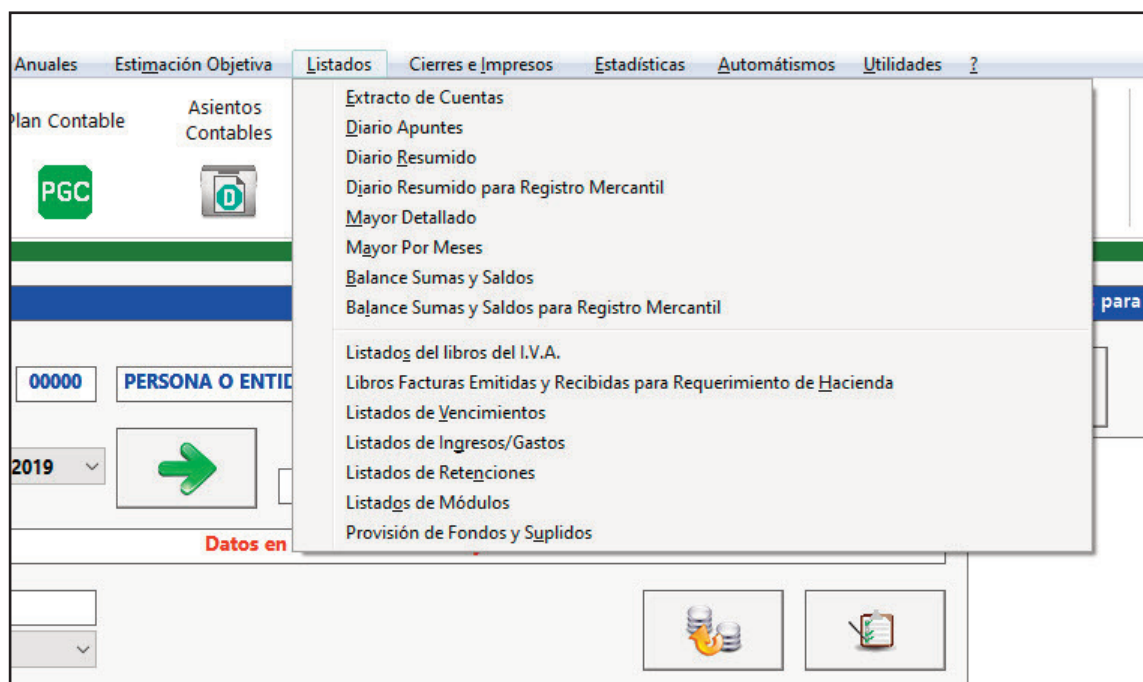 Anuales Estimación Objetiva Listados Cierres e Impresos Estadísticas Automátismos Utilidades ?
Plan Contable
Asientos
Contables
PGC
D
Extracto de Cuentas
Diario Apuntes
Diario Resumido
Diario Resumido para Registro Mercantil
Mayor Detallado
Mayor Por Meses
Balance Sumas y Saldos
Balance Sumas y Saldos para Registro Mercantil
Listados del libros del I.V.A.
Libros Facturas Emitidas y Recibidas para Requerimiento de Hacienda
Listados de Vencimientos
Listados de Ingresos/Gastos
Listados de Retenciones
Listados de Módulos
Provisión de Fondos y Suplidos
para
00000 PERSONA O ENTID
2019
Datos en